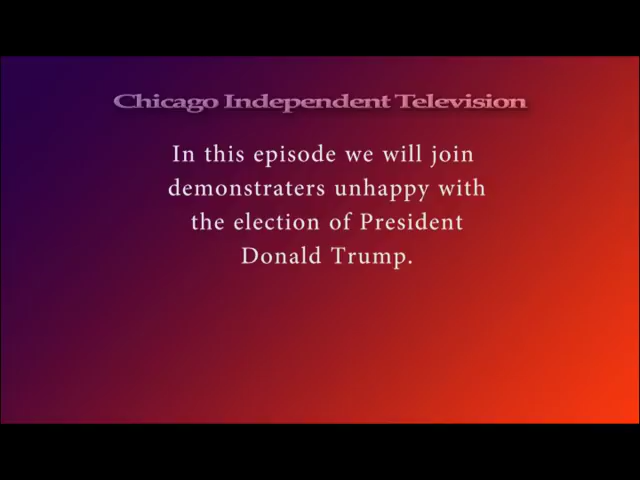 Chicago Independent Television
In this episode we will join
demonstraters unhappy with
the election of President
Donald Trump.